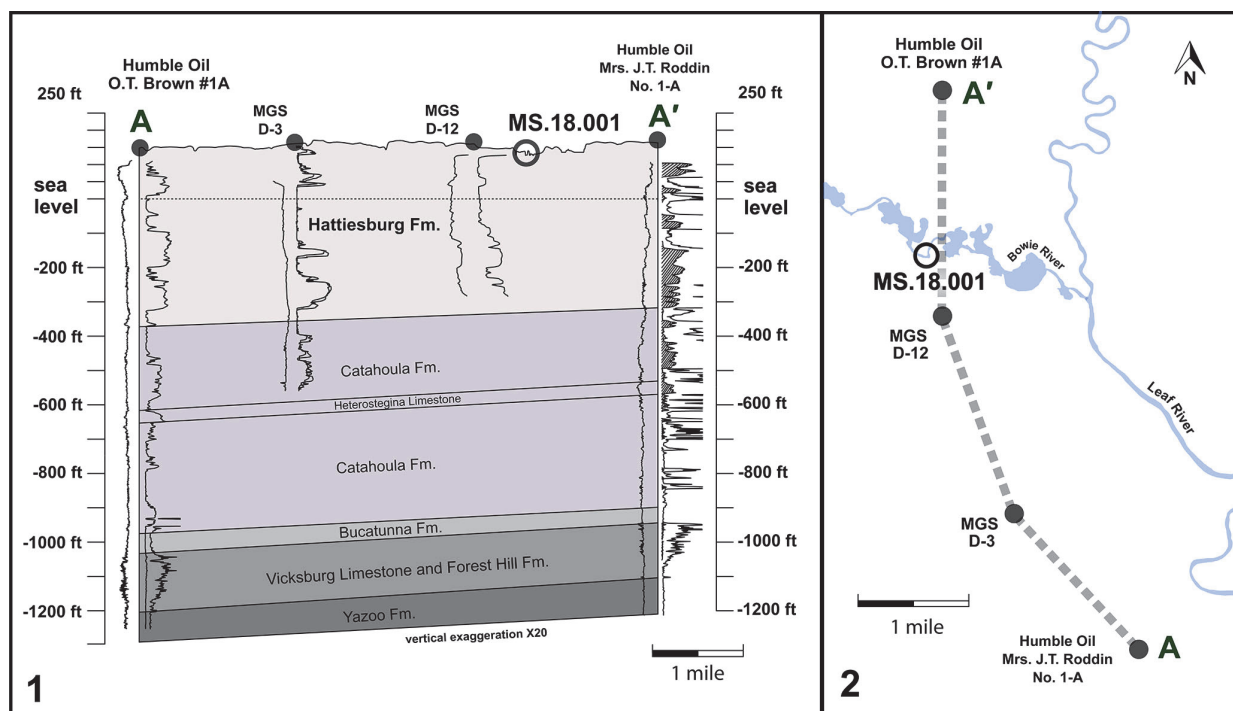 1
Humble Oil
O.T. Brown #1A
Humble Oil
Mrs. J.T. Roddin
No. 1-A
250 ft
A
MGS
D-3
MGS
D-12
MS.18.001
A′
250 ft
sea
level
Hattiesburg Fm.
sea
level
-200 ft
-200 ft
-400 ft
-400 ft
Catahoula Fm.
-600 ft
Heterostegina Limestone
-600 ft
-800 ft
Catahoula Fm.
-800 ft
Bucatunna Fm.
-1000 ft
-1000 ft
Vicksburg Limestone and Forest Hill Fm.
-1200 ft
Yazoo Fm.
-1200 ft
vertical exaggeration X20
1 mile
2
Humble Oil
O.T. Brown #1A
A′
N
Bowie River
MS.18.001
MGS
D-12
Leaf River
MGS
D-3
1 mile
Humble Oil
Mrs. J.T. Roddin
No. 1-A
A